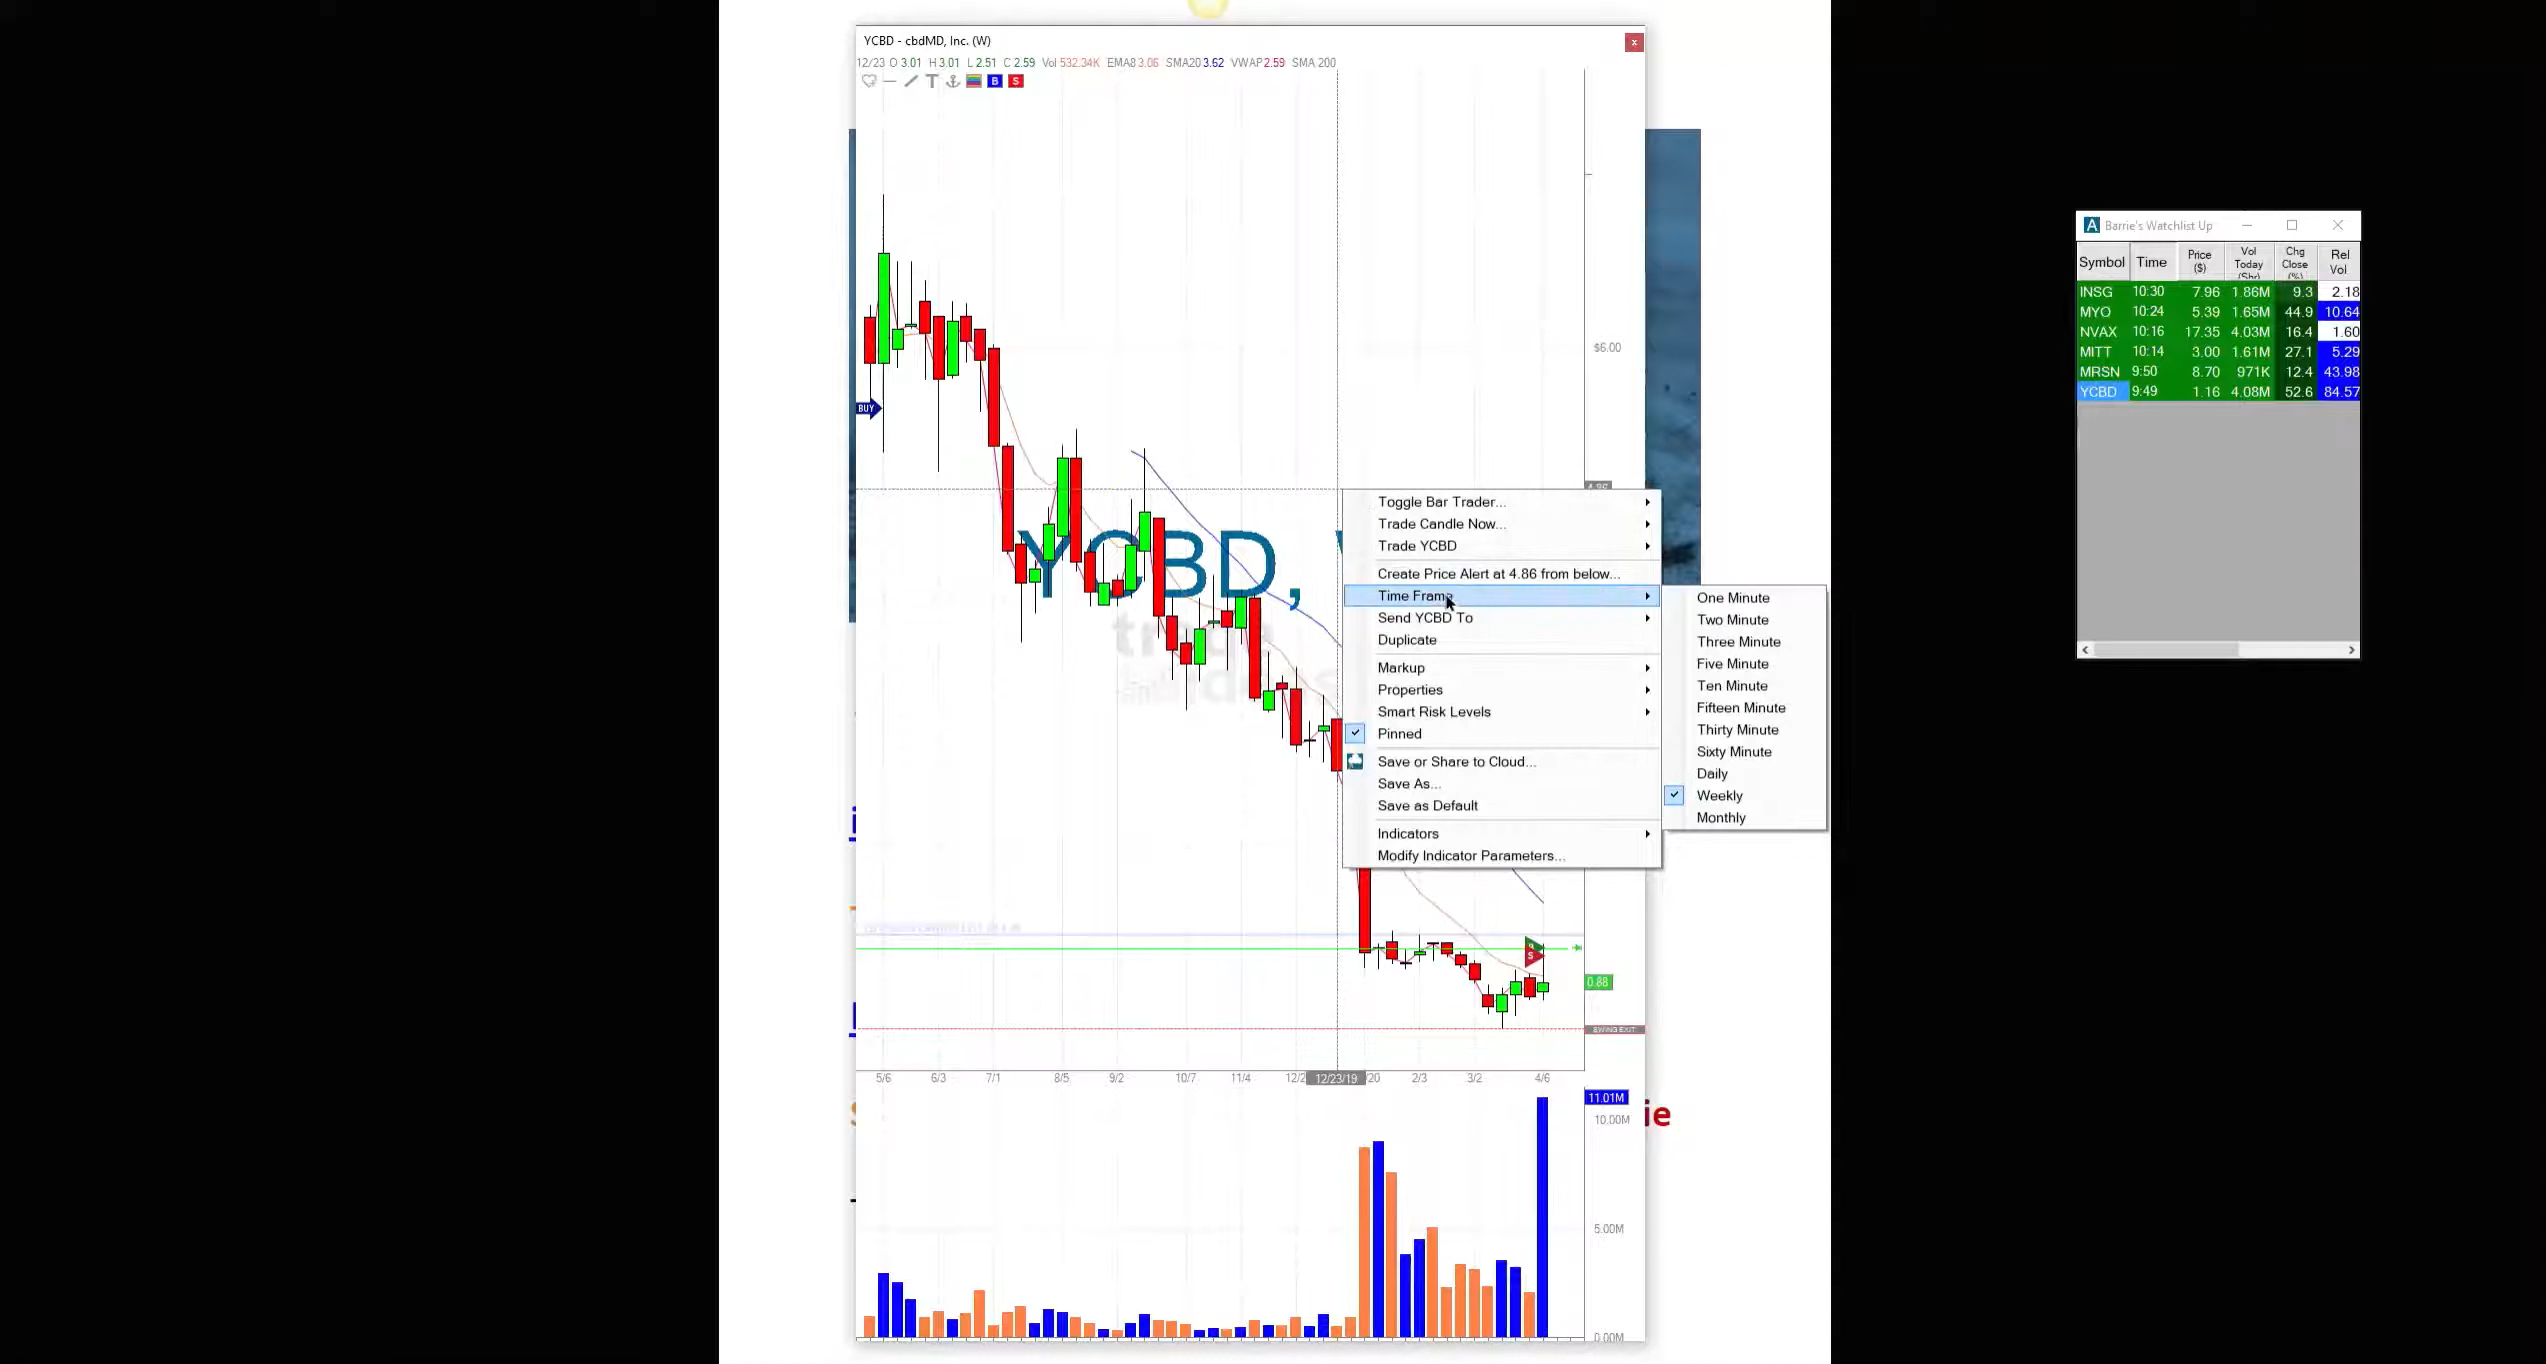 YCBD - cbdMD, Inc. (W)
12/23 O 3.01 H 3.01 L 2.51 C 2.59 Vol 532.34K EMA8 3.06 SMA20 3.62 VWAP 2.59 SMA 200
T B S
$6.00
BUY
4.86
YCBD,
Toggle Bar Trader...
Trade Candle Now...
Trade YCBD
Create Price Alert at 4.86 from below...
Time Frame
Send YCBD To
Duplicate
Markup
Properties
Smart Risk Levels
Pinned
Save or Share to Cloud...
Save As...
Save as Default
Indicators
Modify Indicator Parameters...
One Minute
Two Minute
Three Minute
Five Minute
Ten Minute
Fifteen Minute
Thirty Minute
Sixty Minute
Daily
Weekly
Monthly
S
0.88
SWING EXIT
5/6 6/3 7/1 8/5 9/2 10/7 11/4 12/2 12/23/19 /20 2/3 3/2 4/6
11.01M
10.00M
5.00M
0.00M
ie
A Barrie's Watchlist Up
Symbol Time Price ($) Vol Today (Shr) Chg Close (%) Rel Vol
INSG 10:30 7.96 1.86M 9.3 2.18
MYO 10:24 5.39 1.65M 44.9 10.64
NVAX 10:16 17.35 4.03M 16.4 1.60
MITT 10:14 3.00 1.61M 27.1 5.29
MRSN 9:50 8.70 971K 12.4 43.98
YCBD 9:49 1.16 4.08M 52.6 84.57